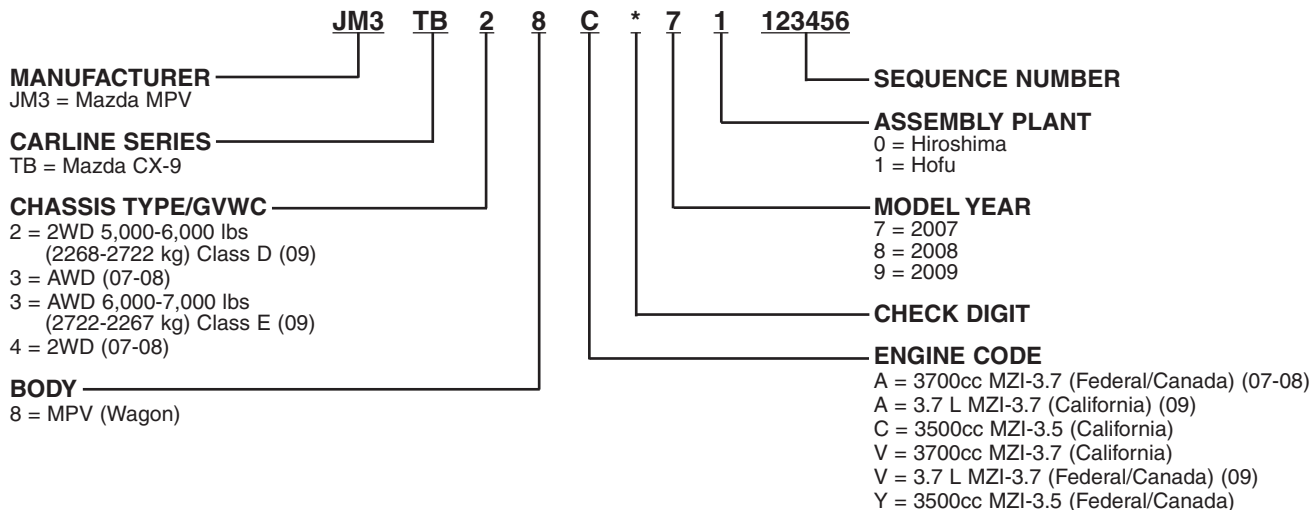 JM3 TB 2 8 C * 7 1 123456
MANUFACTURER
JM3 = Mazda MPV
CARLINE SERIES
TB = Mazda CX-9
CHASSIS TYPE/GVWC
2 = 2WD 5,000-6,000 lbs
(2268-2722 kg) Class D (09)
3 = AWD (07-08)
3 = AWD 6,000-7,000 lbs
(2722-2267 kg) Class E (09)
4 = 2WD (07-08)
BODY
8 = MPV (Wagon)
SEQUENCE NUMBER
ASSEMBLY PLANT
0 = Hiroshima
1 = Hofu
MODEL YEAR
7 = 2007
8 = 2008
9 = 2009
CHECK DIGIT
ENGINE CODE
A = 3700cc MZI-3.7 (Federal/Canada) (07-08)
A = 3.7 L MZI-3.7 (California) (09)
C = 3500cc MZI-3.5 (California)
V = 3700cc MZI-3.7 (California)
V = 3.7 L MZI-3.7 (Federal/Canada) (09)
Y = 3500cc MZI-3.5 (Federal/Canada)